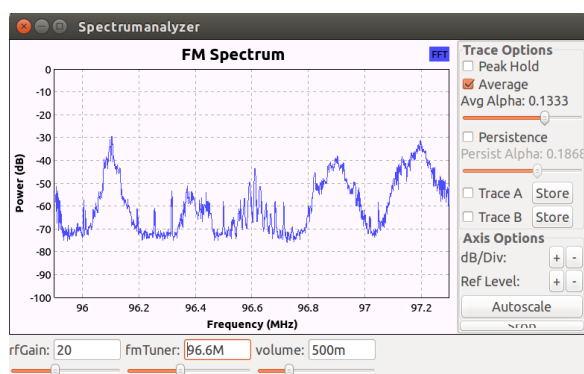 Spectrumanalyzer
FM Spectrum
FFT
Power (dB)
0
-10
-20
-30
-40
-50
-60
-70
-80
-90
-100
96 96.2 96.4 96.6 96.8 97 97.2
Frequency (MHz)
Trace Options
Peak Hold
Average
Avg Alpha: 0.1333
Persistence
Persist Alpha: 0.1868
Trace A Store
Trace B Store
Axis Options
dB/Div: + -
Ref Level: + -
Autoscale
rfGain: 20 fmTuner: 96.6M volume: 500m